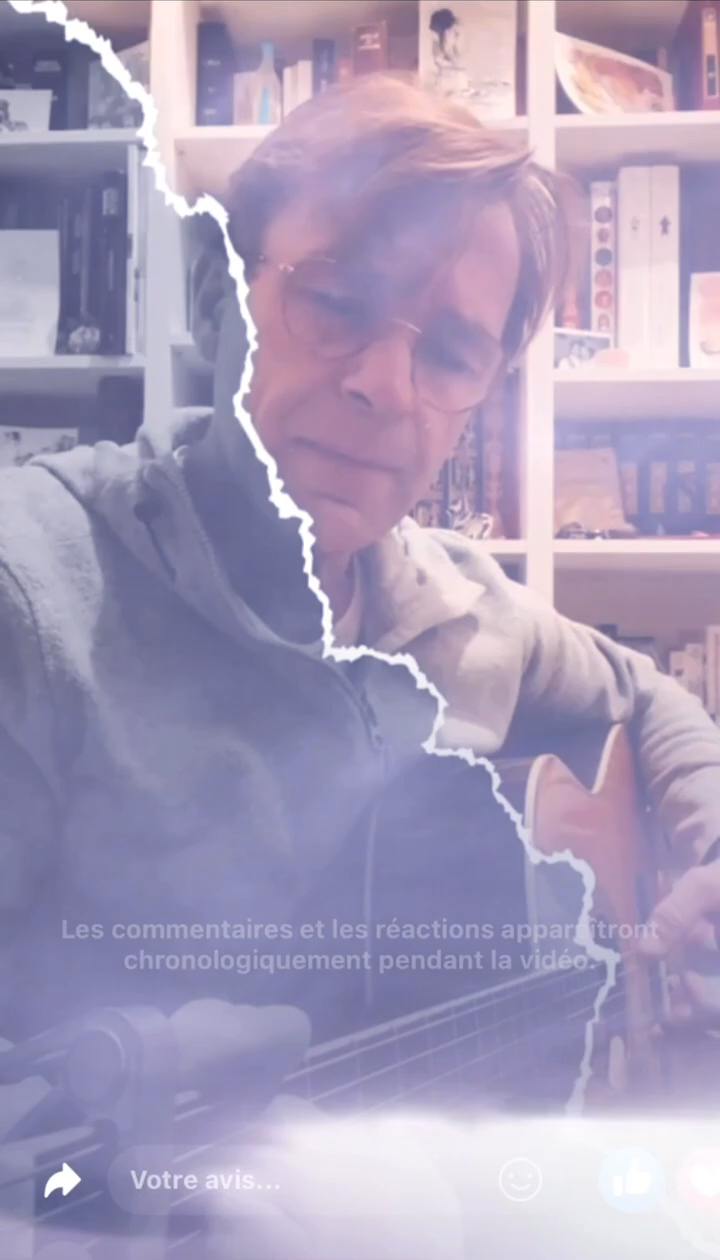 Les commentaires et les réactions apparaîtront
chronologiquement pendant la vidéo.
Votre avis...